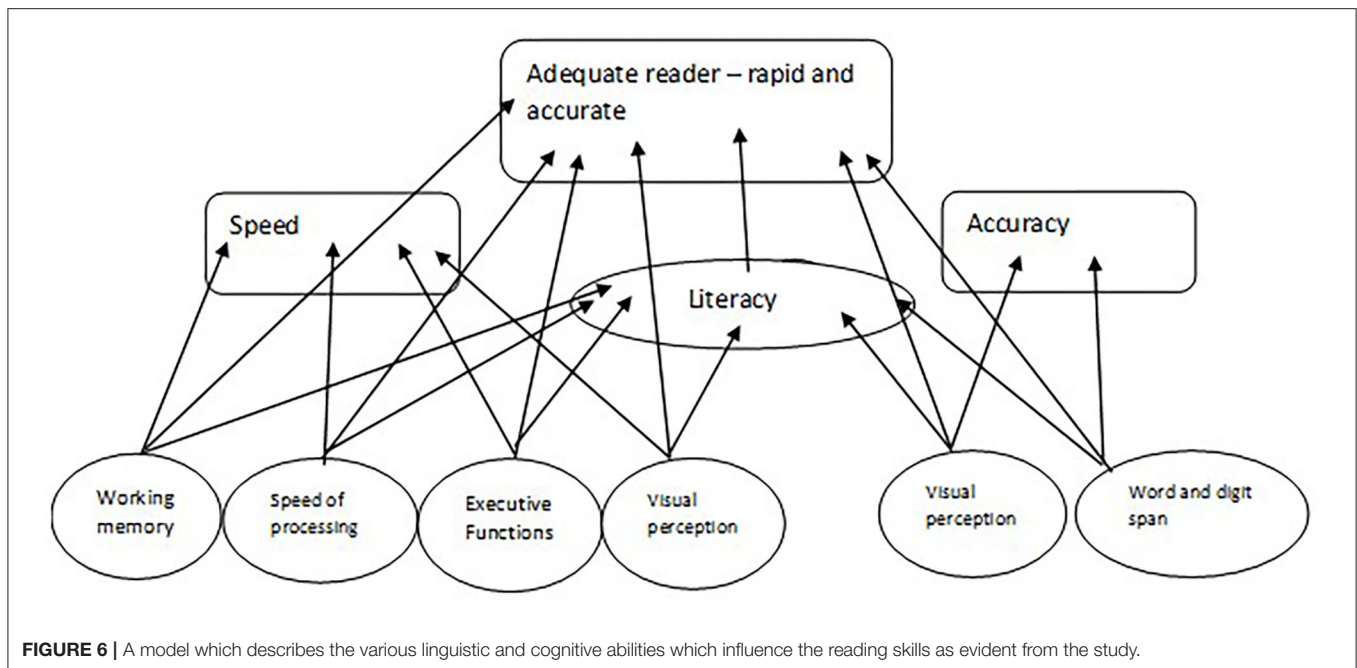 Adequate reader – rapid and
accurate
Speed
Accuracy
Literacy
Working
memory
Speed of
processing
Executive
Functions
Visual
perception
Visual
perception
Word and digit
span
FIGURE 6 | A model which describes the various linguistic and cognitive abilities which influence the reading skills as evident from the study.